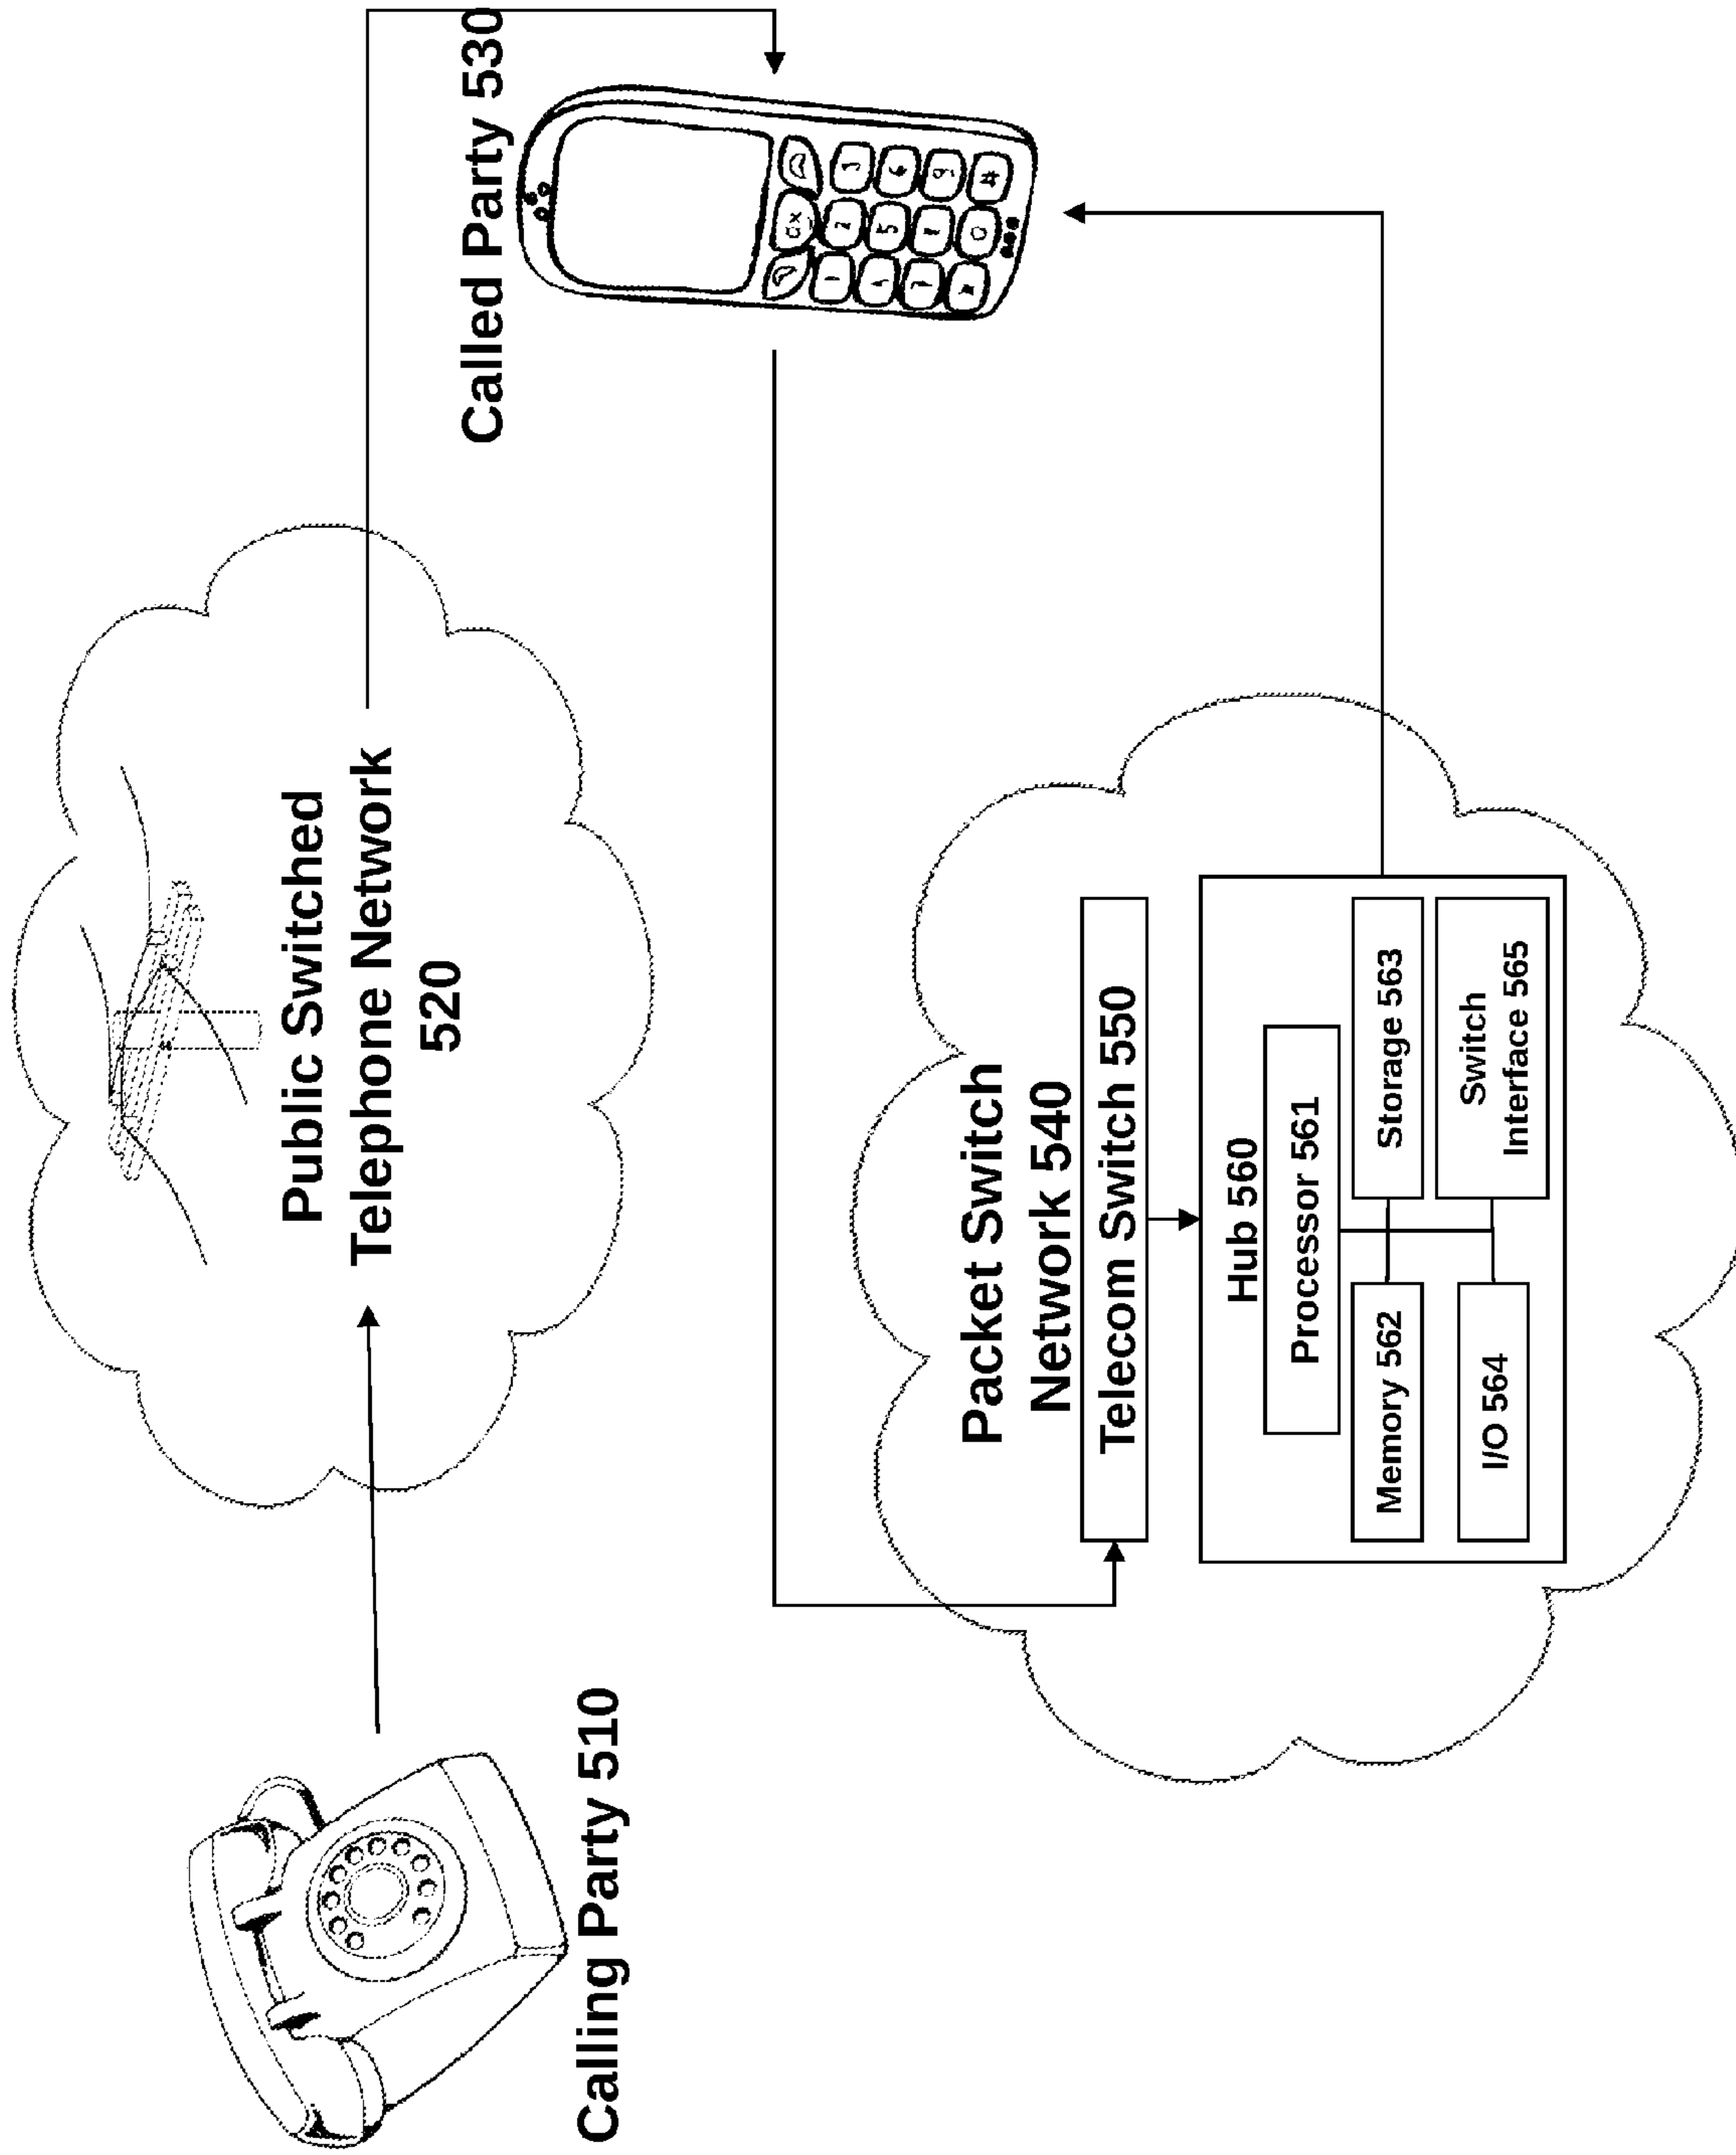 Public Switched
Telephone Network
520
Calling Party 510
Called Party 530
Packet Switch
Network 540
Telecom Switch 550
Hub 560
Processor 561
Memory 562
Storage 563
I/O 564
Switch
Interface 565